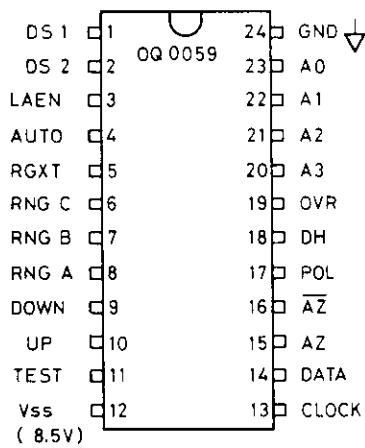 DS 1 1 24 GND
OQ 0059
DS 2 2 23 A0
LAEN 3 22 A1
AUTO 4 21 A2
RGXT 5 20 A3
RNG C 6 19 OVR
RNG B 7 18 DH
RNG A 8 17 POL
DOWN 9 16 A̅Z̅
UP 10 15 AZ
TEST 11 14 DATA
Vss 12 13 CLOCK
( 8.5V)